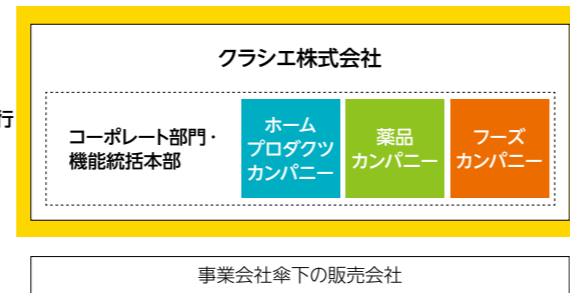 クラシエ株式会社
行
コーポレート部門・
機能統括本部
ホーム
プロダクツ
カンパニー
薬品
カンパニー
フーズ
カンパニー
事業会社傘下の販売会社